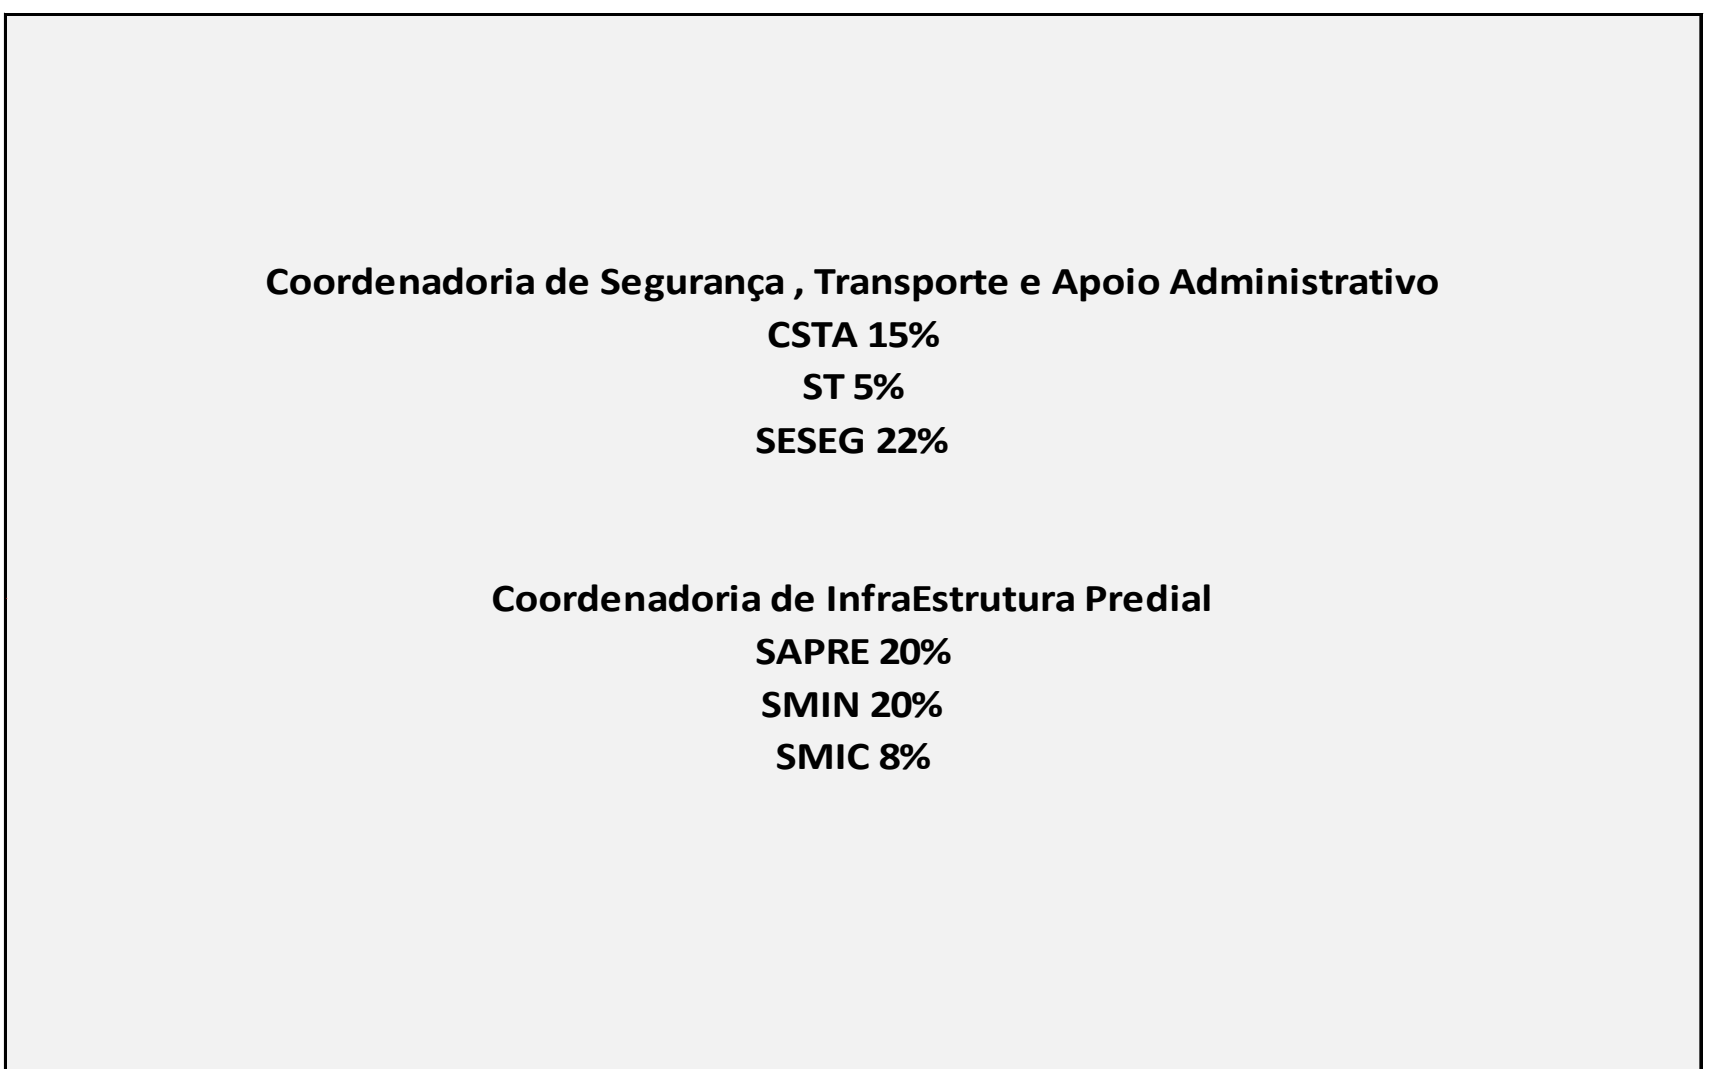 Coordenadoria de Segurança , Transporte e Apoio Administrativo
CSTA 15%
ST 5%
SESEG 22%
Coordenadoria de InfraEstrutura Predial
SAPRE 20%
SMIN 20%
SMIC 8%